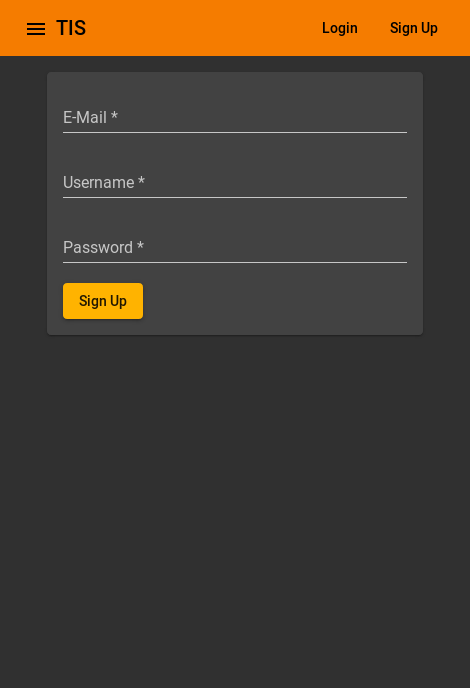 TIS Login Sign Up
E-Mail *
Username *
Password *
Sign Up